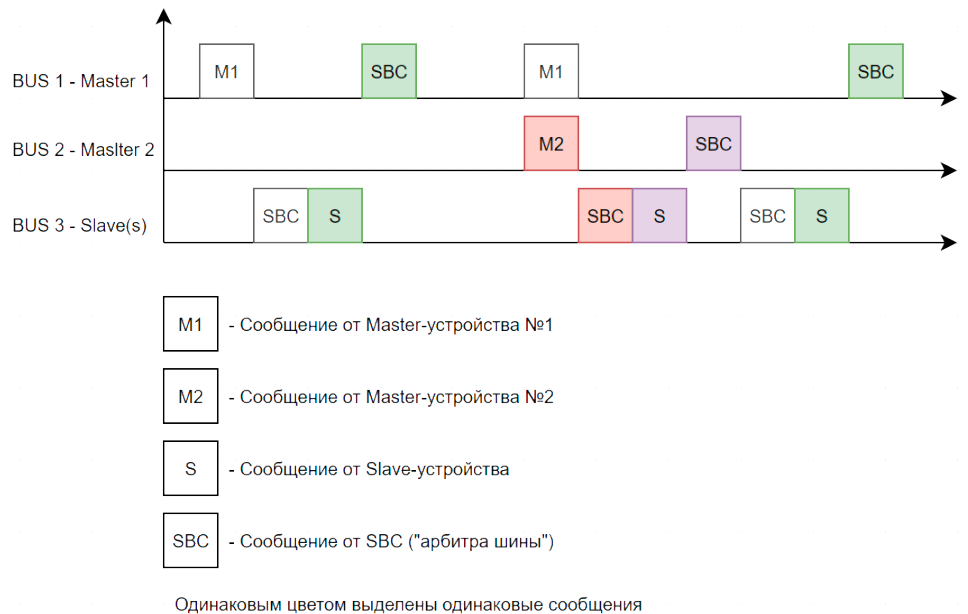 BUS 1 - Master 1
M1
SBC
M1
SBC
BUS 2 - Maslter 2
M2
SBC
BUS 3 - Slave(s)
SBC
S
SBC
S
SBC
S
M1 - Сообщение от Master-устройства №1
M2 - Сообщение от Master-устройства №2
S - Сообщение от Slave-устройства
SBC - Сообщение от SBC ("арбитра шины")
Одинаковым цветом выделены одинаковые сообщения